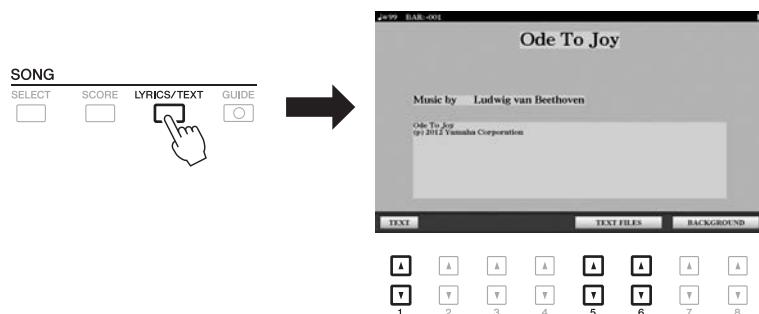 SONG
SELECT SCORE LYRICS/TEXT GUIDE
♩=99 BAR:-001
Ode To Joy
Music by Ludwig van Beethoven
Ode To Joy
(p) 2012 Yamaha Corporation
TEXT TEXT FILES BACKGROUND
1 2 3 4 5 6 7 8